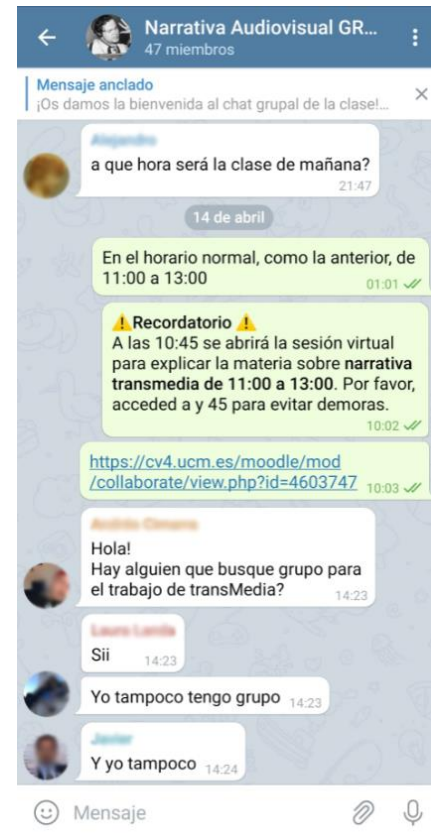 Narrativa Audiovisual GR...
47 miembros
Mensaje anclado
¡Os damos la bienvenida al chat grupal de la clase!...
a que hora será la clase de mañana?
21:47
14 de abril
En el horario normal, como la anterior, de
11:00 a 13:00
01:01
⚠️Recordatorio⚠️
A las 10:45 se abrirá la sesión virtual
para explicar la materia sobre narrativa
transmedia de 11:00 a 13:00. Por favor,
acceded a y 45 para evitar demoras.
10:02
https://cv4.ucm.es/moodle/mod
/collaborate/view.php?id=4603747 10:03
Hola!
Hay alguien que busque grupo para
el trabajo de transMedia?
14:23
Sii 14:23
Yo tampoco tengo grupo 14:23
Y yo tampoco 14:24
Mensaje